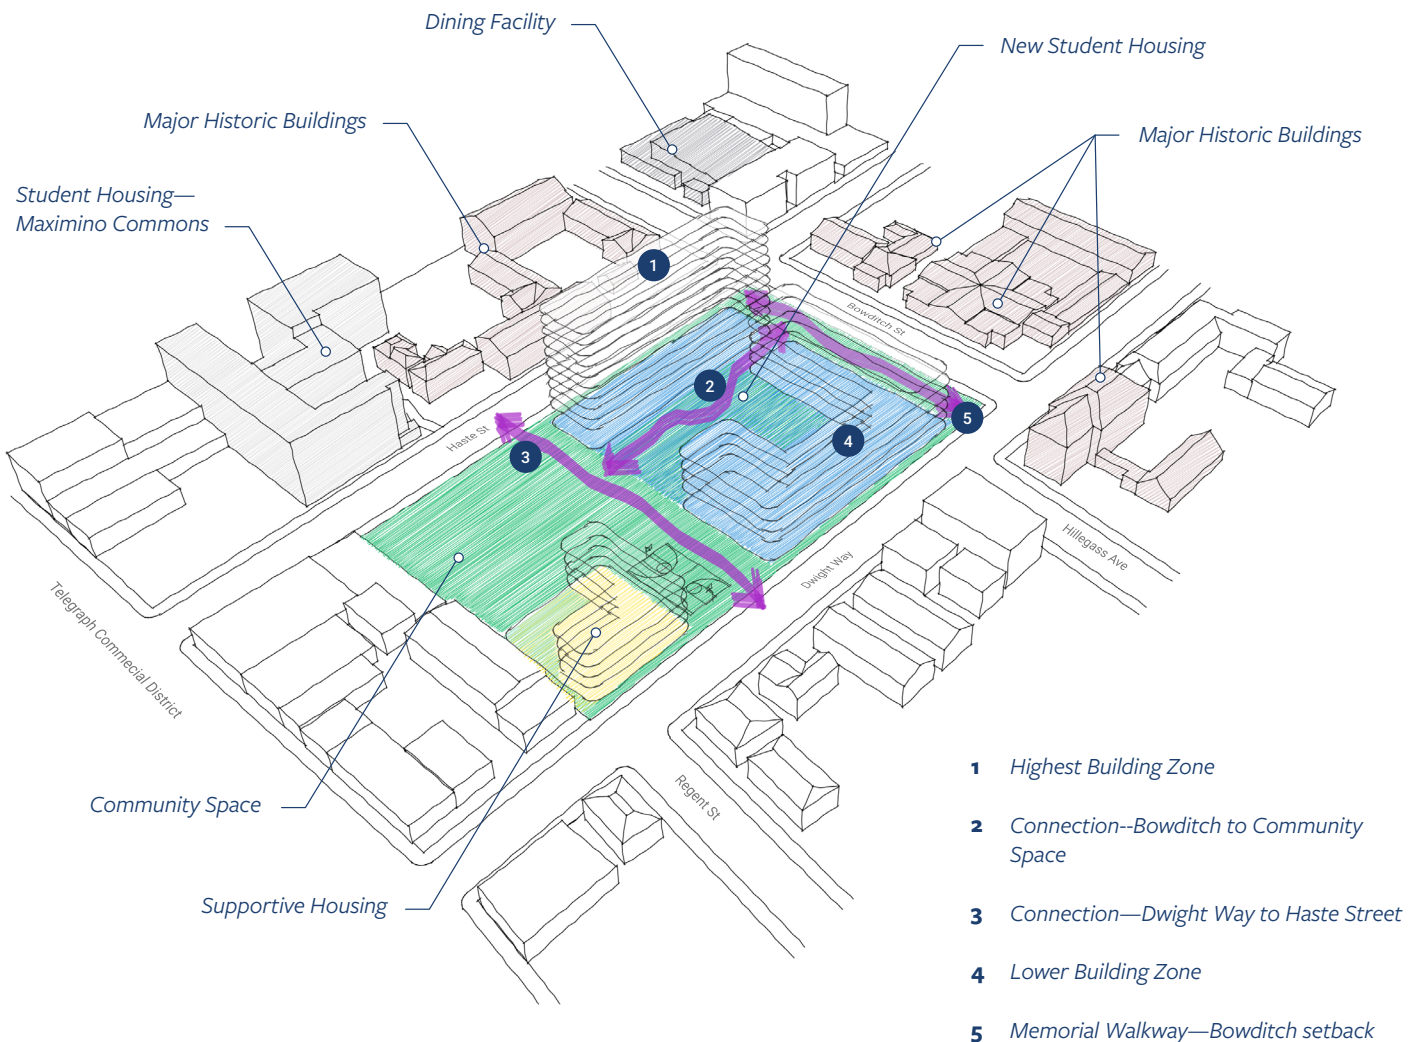 Dining Facility
New Student Housing
Major Historic Buildings
Major Historic Buildings
Student Housing—
Maximino Commons
1
Bowditch St
2
5
4
Haste St
3
Hillegass Ave
Dwight Way
Telegraph Commecial District
Regent St
Community Space
Supportive Housing
1 Highest Building Zone
2 Connection--Bowditch to Community
Space
3 Connection—Dwight Way to Haste Street
4 Lower Building Zone
5 Memorial Walkway—Bowditch setback